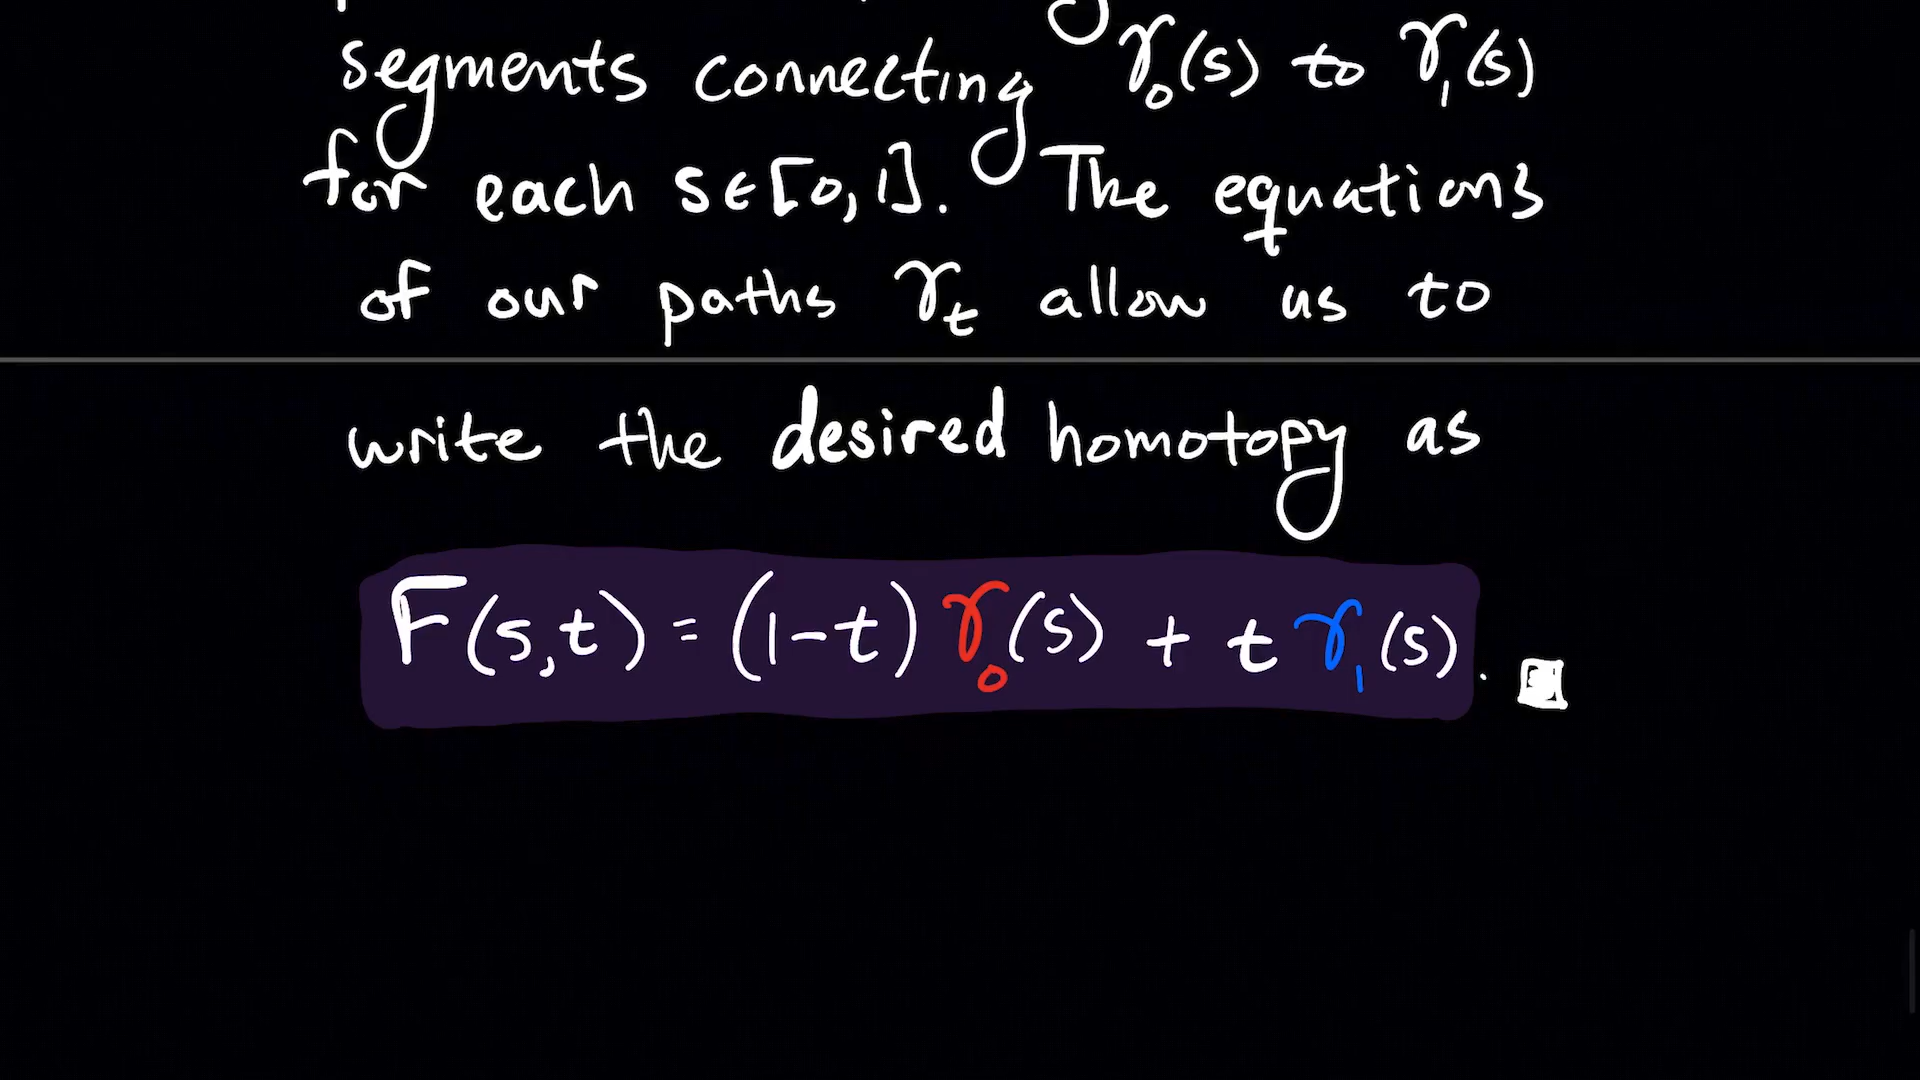 segments connecting γ₀(s) to γ₁(s)
for each s∈[0,1]. The equations
of our paths γₜ allow us to
write the desired homotopy as
F(s,t) = (1-t) γ₀(s) + t γ₁(s).